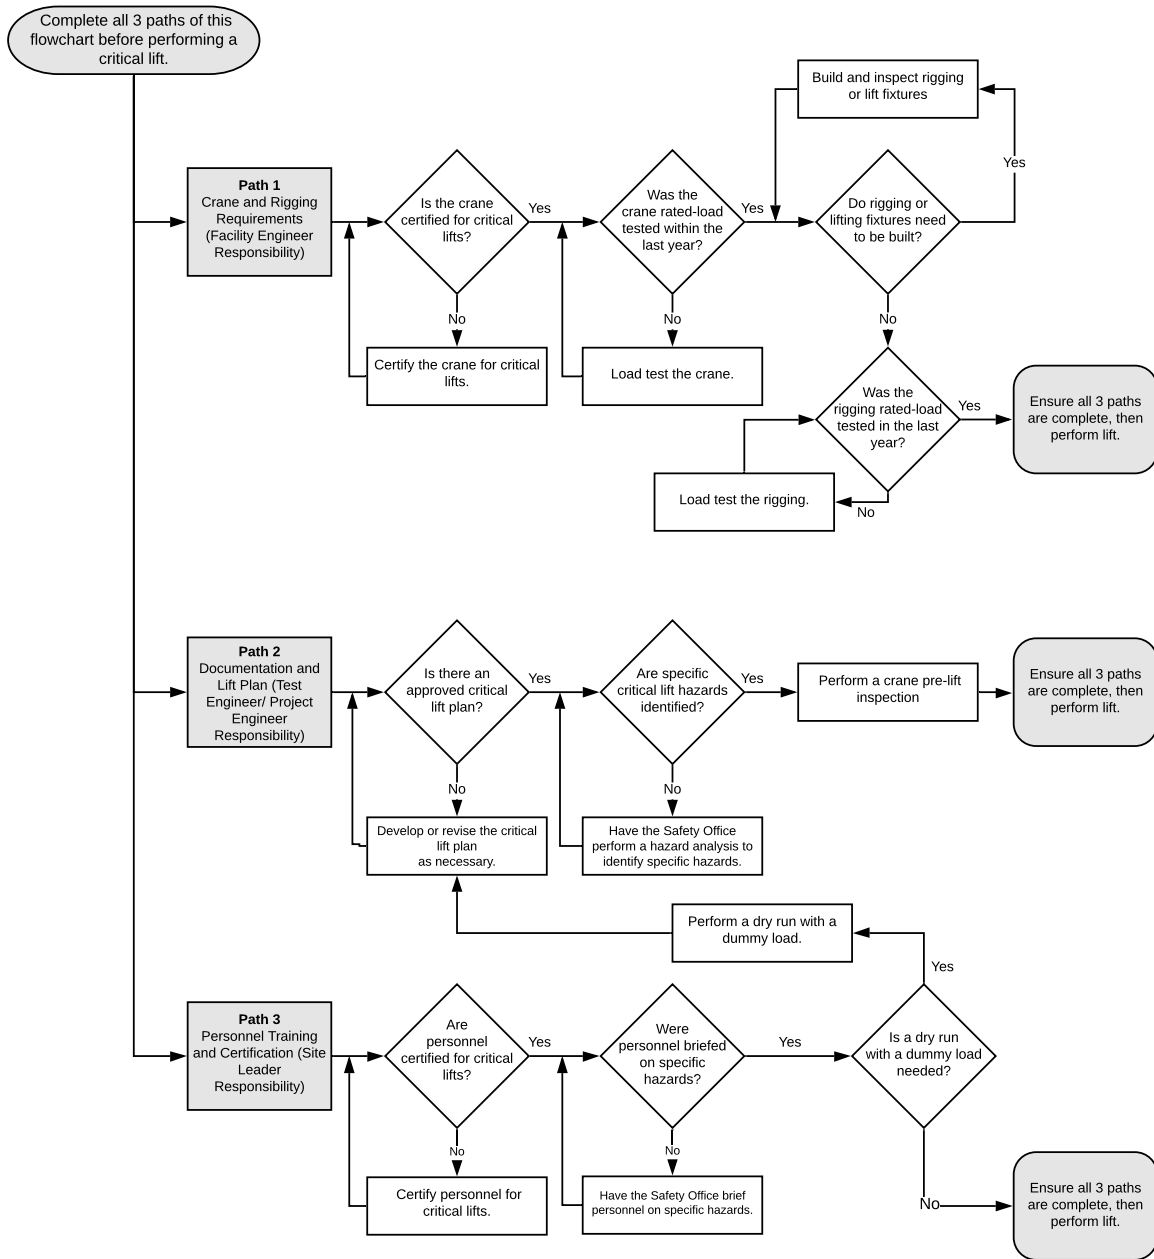 Complete all 3 paths of this
flowchart before performing a
critical lift.
Build and inspect rigging
or lift fixtures
Yes
Path 1
Crane and Rigging
Requirements
(Facility Engineer
Responsibility)
Is the crane
certified for critical
lifts?
Yes
Was the
crane rated-load
tested within the
last year?
Yes
Do rigging or
lifting fixtures need
to be built?
No
No
No
Certify the crane for critical
lifts.
Load test the crane.
Was the
rigging rated-load
tested in the last
year?
Yes
Ensure all 3 paths
are complete, then
perform lift.
Load test the rigging.
No
Path 2
Documentation and
Lift Plan (Test
Engineer/ Project
Engineer
Responsibility)
Is there an
approved critical
lift plan?
Yes
Are specific
critical lift hazards
identified?
Yes
Perform a crane pre-lift
inspection
Ensure all 3 paths
are complete, then
perform lift.
No
No
Develop or revise the critical
lift plan
as necessary.
Have the Safety Office
perform a hazard analysis to
identify specific hazards.
Perform a dry run with a
dummy load.
Yes
Path 3
Personnel Training
and Certification (Site
Leader
Responsibility)
Are
personnel
certified for critical
lifts?
Yes
Were
personnel briefed
on specific
hazards?
Yes
Is a dry run
with a dummy load
needed?
No
No
Certify personnel for
critical lifts.
Have the Safety Office brief
personnel on specific hazards.
No
Ensure all 3 paths
are complete, then
perform lift.